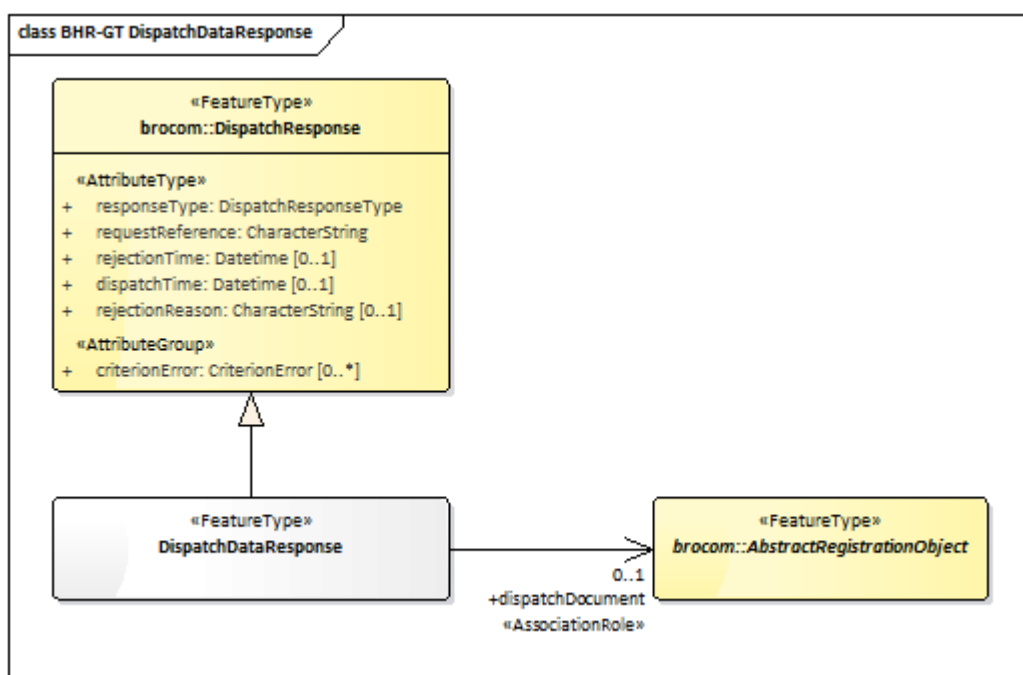 class BHR-GT DispatchDataResponse
«FeatureType»
brocom::DispatchResponse
«AttributeType»
+ responseType: DispatchResponseType
+ requestReference: CharacterString
+ rejectionTime: Datetime [0..1]
+ dispatchTime: Datetime [0..1]
+ rejectionReason: CharacterString [0..1]
«AttributeGroup»
+ criterionError: CriterionError [0..*]
«FeatureType»
DispatchDataResponse
«FeatureType»
brocom::AbstractRegistrationObject
0..1
+dispatchDocument
«AssociationRole»